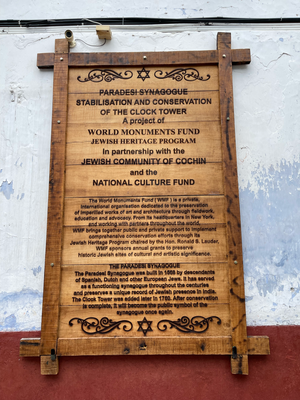 PARADESI SYNAGOGUE
STABILISATION AND CONSERVATION
OF THE CLOCK TOWER
A project of
WORLD MONUMENTS FUND
JEWISH HERITAGE PROGRAM
In partnership with the
JEWISH COMMUNITY OF COCHIN
and the
NATIONAL CULTURE FUND
The World Monuments Fund ( WMF ) is a private,
international organisation dedicated to the preservation
of imperilled works of art and architecture through fieldwork,
education and advocacy. From its headquarters in New York,
and working with partners throughout the world,
WMF brings together public and private support to implement
comprehensive conservation efforts through its
Jewish Heritage Program chaired by the Hon. Ronald S. Lauder,
WMF sponsors annual grants to preserve
historic Jewish sites of cultural and artistic significance.
THE PARADESI SYNAGOGUE
The Paradesi Synagogue was built in 1568 by descendants
of Spanish, Dutch and other European Jews. It has served
as a functioning synagogue throughout the centuries
and preserves a unique record of Jewish presence in India.
The Clock Tower was added later in 1760. After conservation
is complete, it will become the public symbol of the
synagogue once again.